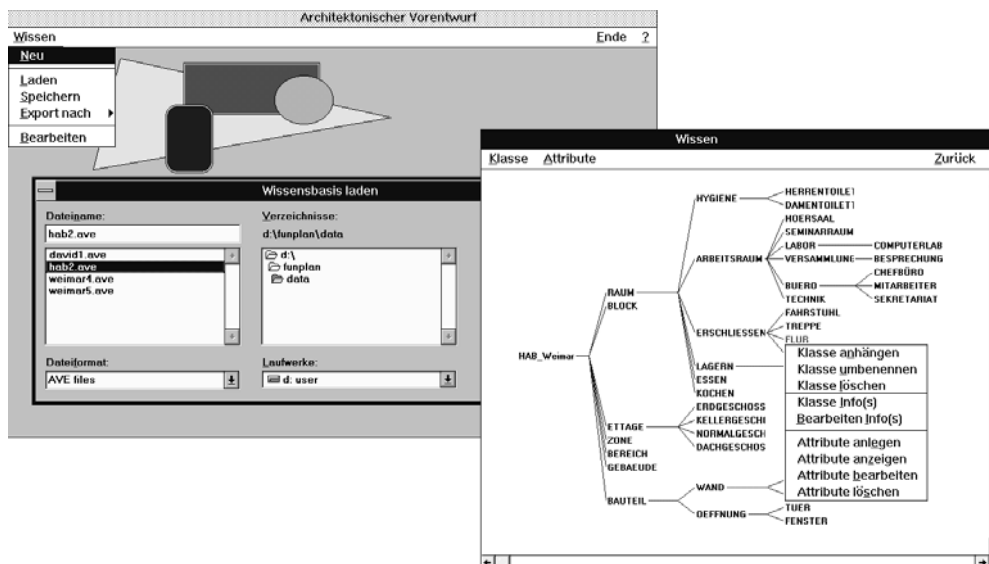 Architektonischer Vorentwurf
Wissen Ende ?
Neu
Laden
Speichern
Export nach
Bearbeiten
Wissensbasis laden
Dateiname: Verzeichnisse:
hab2.ave d:\funplan\data
david1.ave d:\
hab2.ave funplan
weimar4.ave data
weimar5.ave
Dateiformat: Laufwerke:
AVE files d: user
Wissen
Klasse Attribute Zurück
HERRENTOILET
HYGIENE
DAMENTOILETT
HOERSAAL
SEMINARRAUM
LABOR COMPUTERLAB
ARBEITSRAUM VERSAMMLUNE BESPRECHUNG
CHEFBÜRO
BUERO MITARBEITER
RAUM
TECHNIK SEKRETARIAT
BLOCK
FAHRSTUHL
ERSCHLIESSEN TREPPE
FLUR
HAB_Weimar
Klasse anhängen
LAGERN
Klasse umbenennen
ESSEN
Klasse löschen
KOCHEN
Klasse Info(s)
ERDGESCHOSS
Bearbeiten Info(s)
KELLERGESCHI
ETTAGE
NORMALGESCH
ZONE
Attribute anlegen
DACHGESCHOS
BEREICH
Attribute anzeigen
GEBAEUDE
Attribute bearbeiten
WAND
Attribute löschen
BAUTEIL
TUER
OEFFNUNG
FENSTER